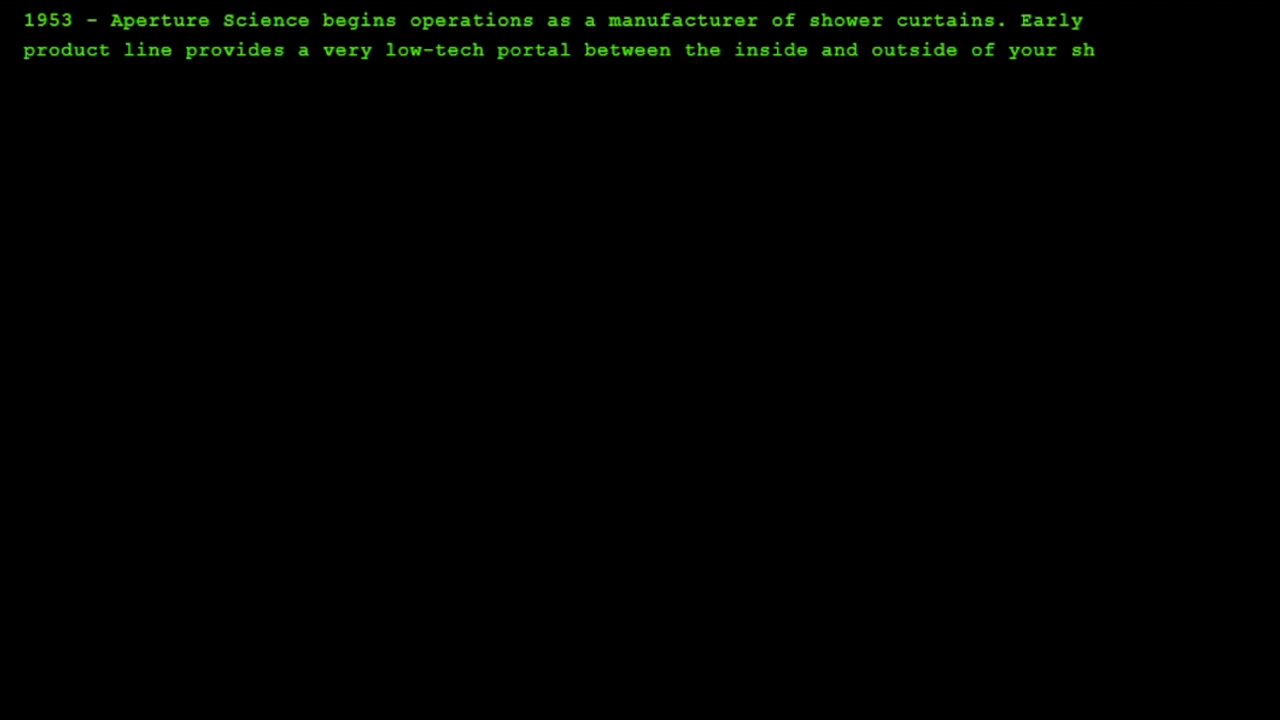 1953 - Aperture Science begins operations as a manufacturer of shower curtains. Early
product line provides a very low-tech portal between the inside and outside of your sh